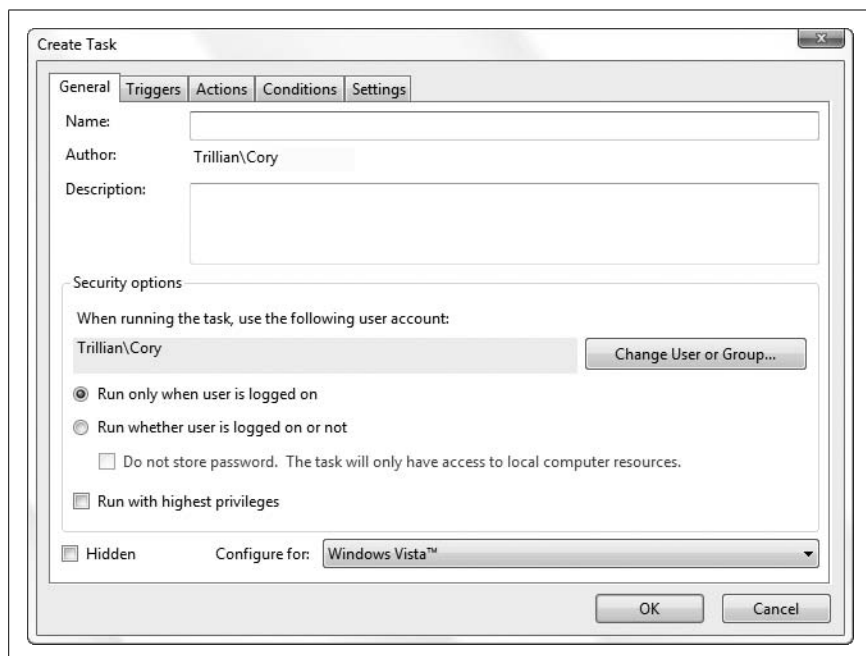 Create Task
General Triggers Actions Conditions Settings
Name:
Author: Trillian\Cory
Description:
Security options
When running the task, use the following user account:
Trillian\Cory Change User or Group...
Run only when user is logged on
Run whether user is logged on or not
Do not store password. The task will only have access to local computer resources.
Run with highest privileges
Hidden Configure for: Windows Vista™
OK Cancel